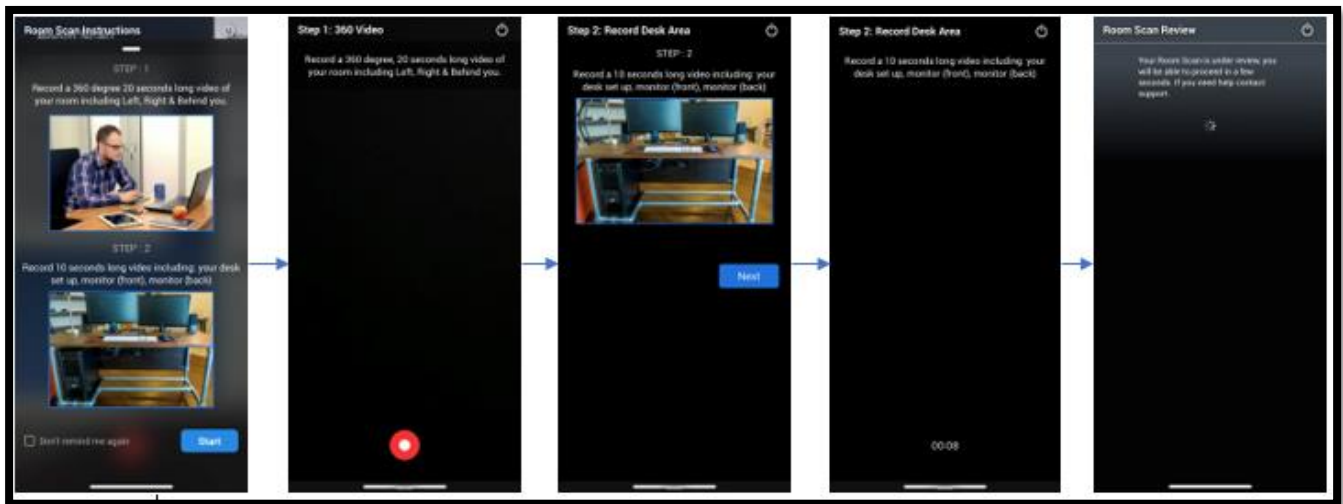 Room Scan Instructions
STEP : 1
Record a 360 degree 20 seconds long video of
your room including Left, Right & Behind you.
STEP : 2
Record 10 seconds long video including: your desk
set up, monitor (front), monitor (back)
Don't remind me again
Start
Step 1: 360 Video
Record a 360 degree, 20 seconds long video of
your room including Left, Right & Behind you.
Step 2: Record Desk Area
STEP : 2
Record a 10 seconds long video including: your
desk set up, monitor (front), monitor (back)
Next
Step 2: Record Desk Area
Record a 10 seconds long video including: your
desk set up, monitor (front), monitor (back)
00:08
Room Scan Review
Your Room Scan is under review, you
will be able to proceed in a few
seconds. If you need help contact
support.